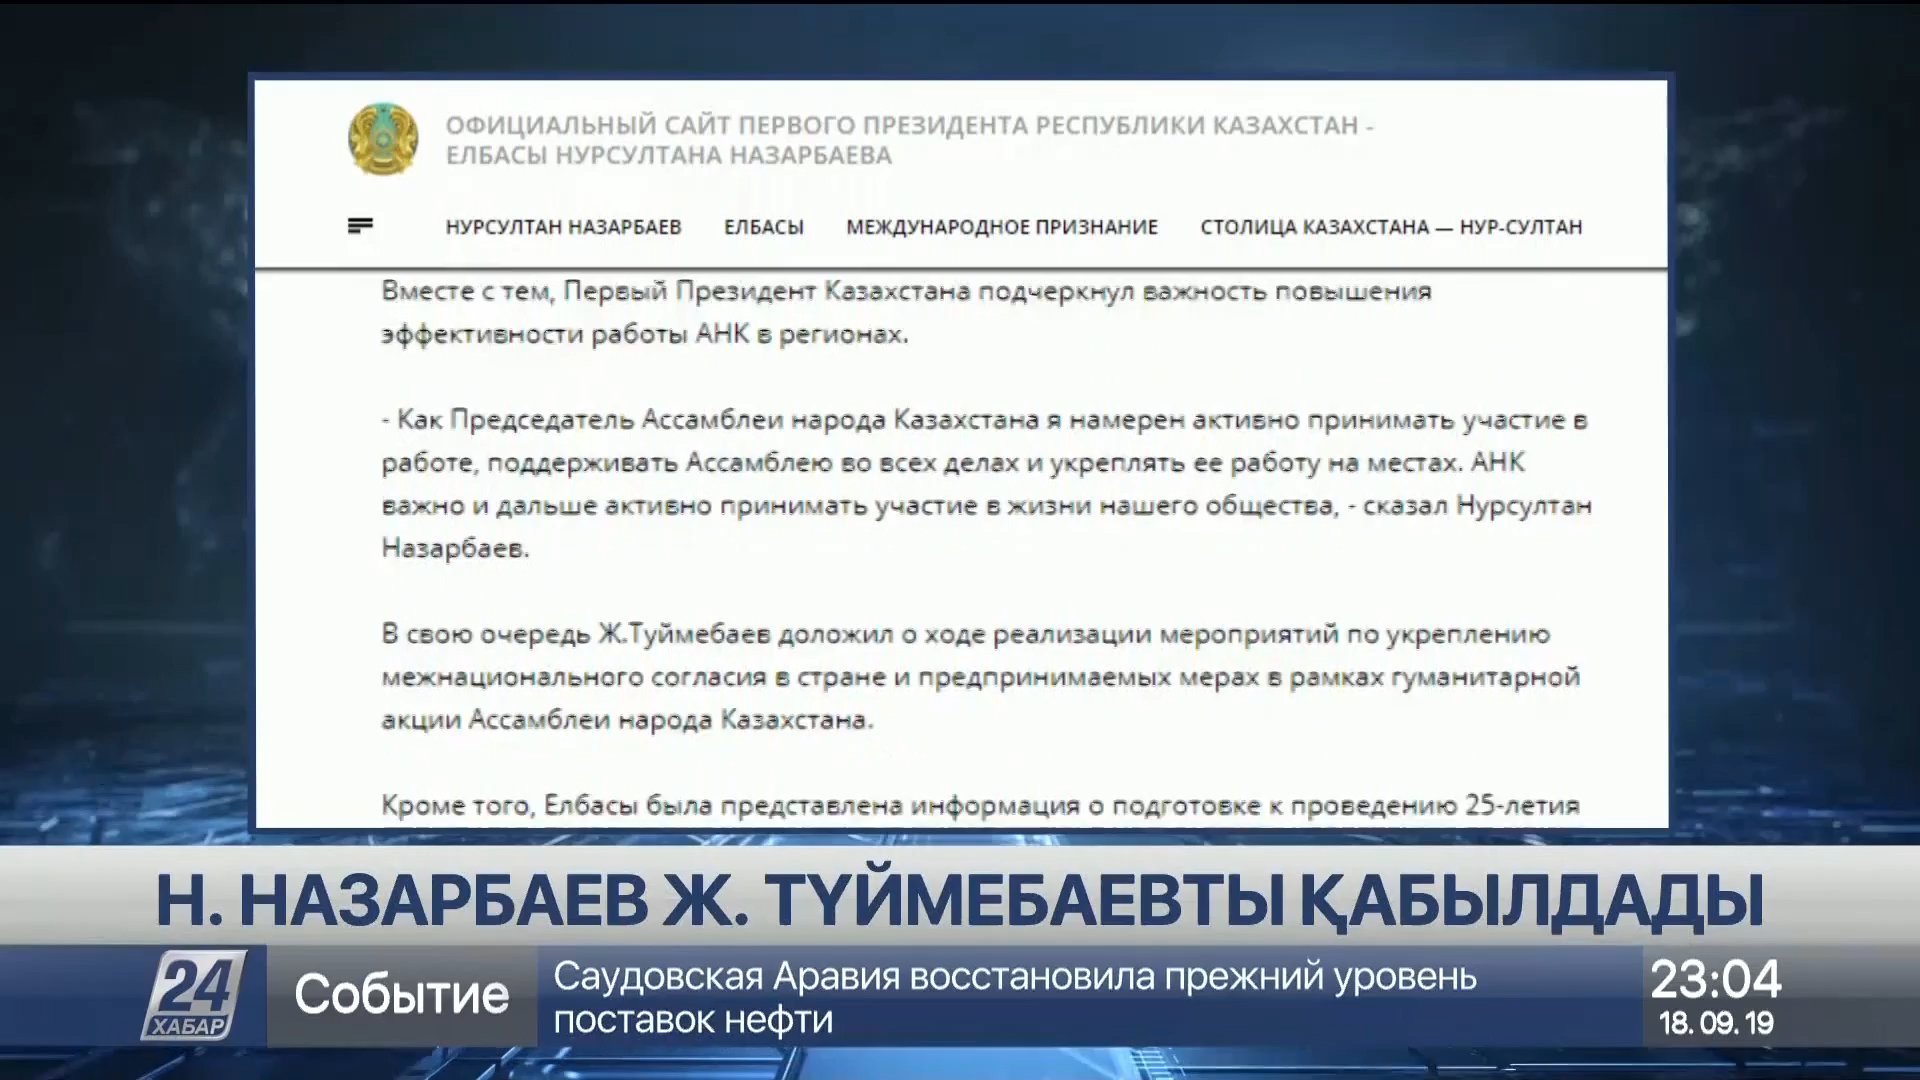 ОФИЦИАЛЬНЫЙ САЙТ ПЕРВОГО ПРЕЗИДЕНТА РЕСПУБЛИКИ КАЗАХСТАН -
ЕЛБАСЫ НУРСУЛТАНА НАЗАРБАЕВА
НУРСУЛТАН НАЗАРБАЕВ ЕЛБАСЫ МЕЖДУНАРОДНОЕ ПРИЗНАНИЕ СТОЛИЦА КАЗАХСТАНА — НУР-СУЛТАН
Вместе с тем, Первый Президент Казахстана подчеркнул важность повышения
эффективности работы АНК в регионах.
- Как Председатель Ассамблеи народа Казахстана я намерен активно принимать участие в
работе, поддерживать Ассамблею во всех делах и укреплять ее работу на местах. АНК
важно и дальше активно принимать участие в жизни нашего общества, - сказал Нурсултан
Назарбаев.
В свою очередь Ж.Туймебаев доложил о ходе реализации мероприятий по укреплению
межнационального согласия в стране и предпринимаемых мерах в рамках гуманитарной
акции Ассамблеи народа Казахстана.
Кроме того, Елбасы была представлена информация о подготовке к проведению 25-летия
Н. НАЗАРБАЕВ Ж. ТҮЙМЕБАЕВТЫ ҚАБЫЛДАДЫ
24
ХАБАР
Событие
Саудовская Аравия восстановила прежний уровень
поставок нефти
23:04
18. 09. 19